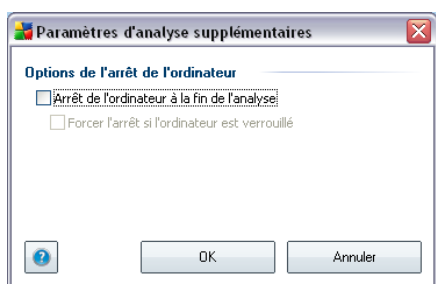 Paramètres d'analyse supplémentaires
Options de l'arrêt de l'ordinateur
Arrêt de l'ordinateur à la fin de l'analyse
Forcer l'arrêt si l'ordinateur est verrouillé
?
OK
Annuler